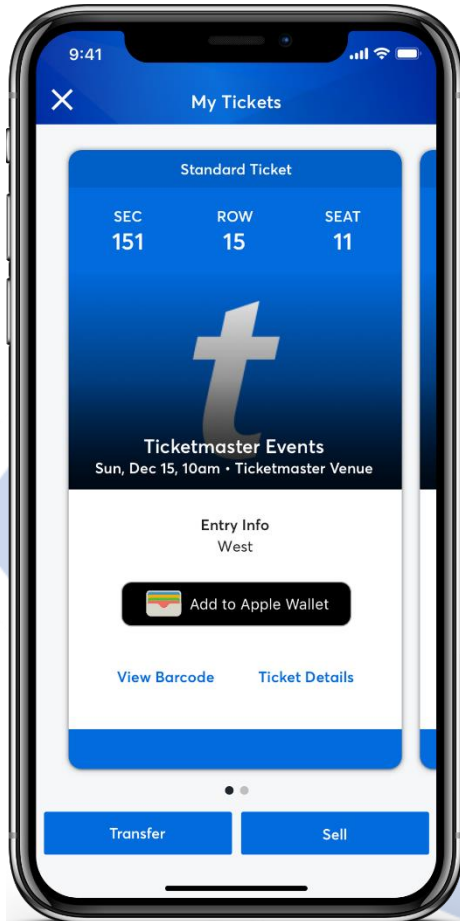 9:41
My Tickets
Standard Ticket
SEC ROW SEAT
151 15 11
t
Ticketmaster Events
Sun, Dec 15, 10am • Ticketmaster Venue
Entry Info
West
Add to Apple Wallet
View Barcode Ticket Details
Transfer Sell